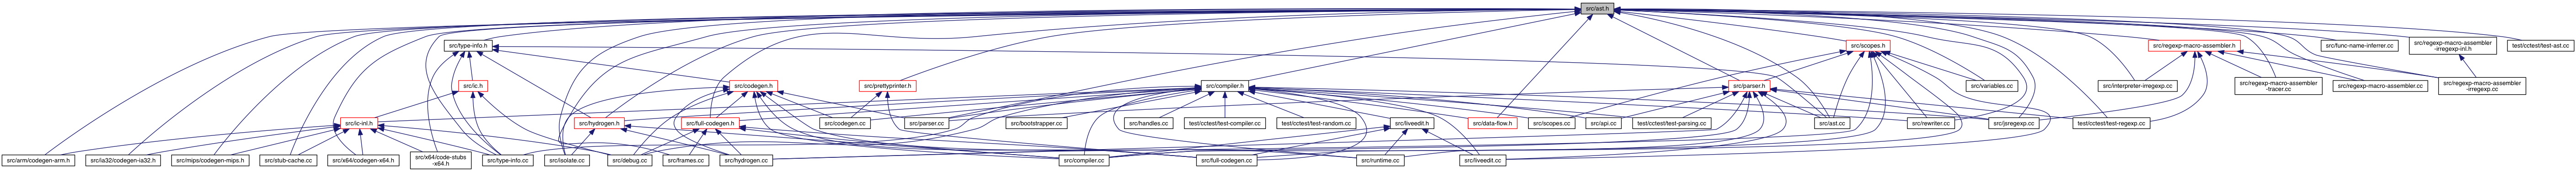 src/ast.h
src/type-info.h
src/scopes.h
src/regexp-macro-assembler.h
src/func-name-inferrer.cc
src/regexp-macro-assembler
-irregexp-inl.h
test/cctest/test-ast.cc
src/ic.h
src/codegen.h
src/prettyprinter.h
src/compiler.h
src/parser.h
src/variables.cc
src/interpreter-irregexp.cc
src/regexp-macro-assembler
-tracer.cc
src/regexp-macro-assembler.cc
src/regexp-macro-assembler
-irregexp.cc
src/ic-inl.h
src/hydrogen.h
src/full-codegen.h
src/codegen.cc
src/parser.cc
src/bootstrapper.cc
src/handles.cc
test/cctest/test-compiler.cc
test/cctest/test-random.cc
src/liveedit.h
src/data-flow.h
src/scopes.cc
src/api.cc
test/cctest/test-parsing.cc
src/ast.cc
src/rewriter.cc
src/jsregexp.cc
test/cctest/test-regexp.cc
src/arm/codegen-arm.h
src/ia32/codegen-ia32.h
src/mips/codegen-mips.h
src/stub-cache.h
src/x64/codegen-x64.h
src/x64/code-stubs
-x64.h
src/type-info.cc
src/isolate.cc
src/debug.cc
src/frames.cc
src/hydrogen.cc
src/compiler.cc
src/full-codegen.cc
src/runtime.cc
src/liveedit.cc